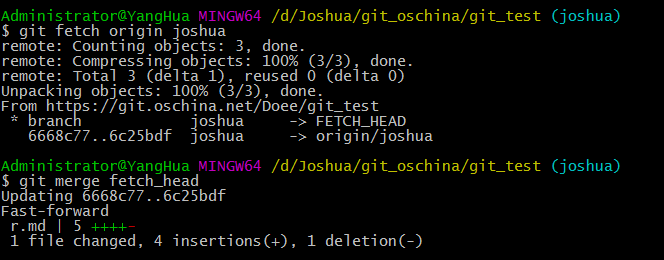 Administrator@YangHua MINGW64 /d/Joshua/git_oschina/git_test (joshua)
$ git fetch origin joshua
remote: Counting objects: 3, done.
remote: Compressing objects: 100% (3/3), done.
remote: Total 3 (delta 1), reused 0 (delta 0)
Unpacking objects: 100% (3/3), done.
From https://git.oschina.net/Doee/git_test
 * branch            joshua     -> FETCH_HEAD
   6668c77..6c25bdf  joshua     -> origin/joshua
Administrator@YangHua MINGW64 /d/Joshua/git_oschina/git_test (joshua)
$ git merge fetch_head
Updating 6668c77..6c25bdf
Fast-forward
 r.md | 5 ++++-
 1 file changed, 4 insertions(+), 1 deletion(-)